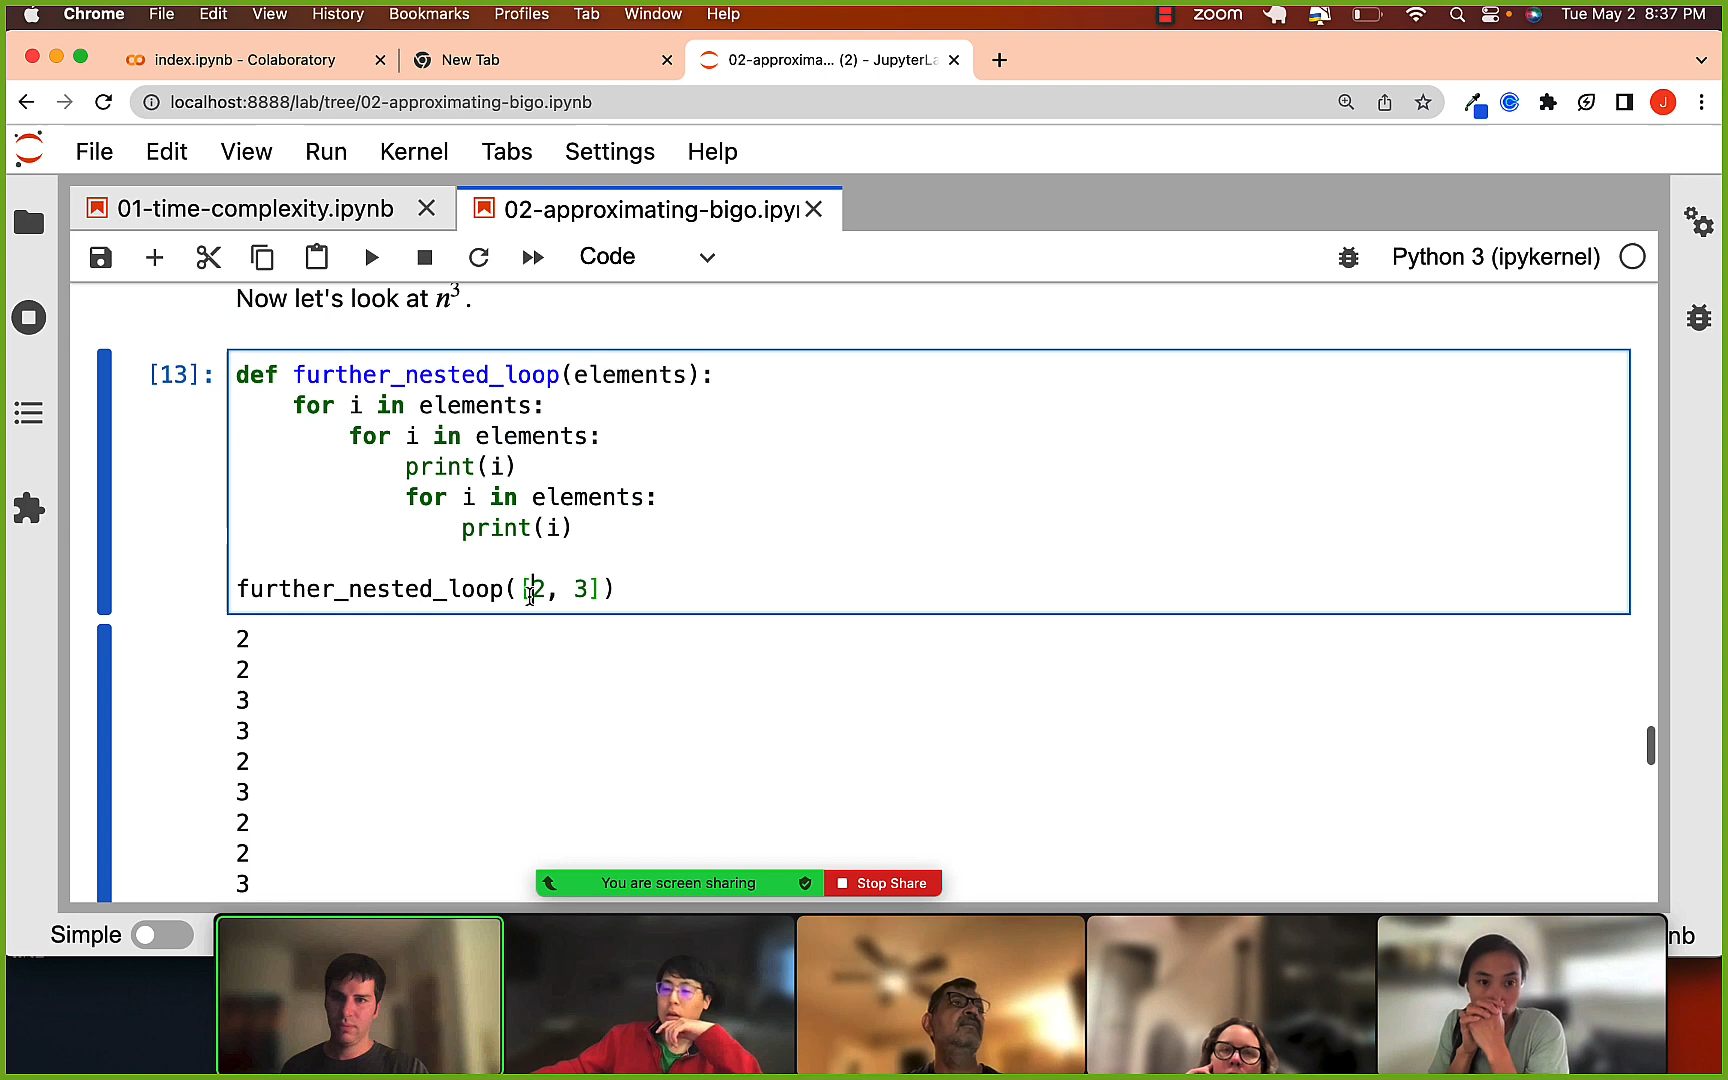 Chrome File Edit View History Bookmarks Profiles Tab Window Help zoom Tue May 2 8:37 PM
index.ipynb - Colaboratory New Tab 02-approxima... (2) - JupyterLa
localhost:8888/lab/tree/02-approximating-bigo.ipynb J
File Edit View Run Kernel Tabs Settings Help
01-time-complexity.ipynb 02-approximating-bigo.ipyn
Code Python 3 (ipykernel)
Now let's look at n³ .
[13]: def further_nested_loop(elements):
for i in elements:
for i in elements:
print(i)
for i in elements:
print(i)
further_nested_loop([2, 3])
2
2
3
3
2
3
2
2
3
You are screen sharing Stop Share
Simple nb